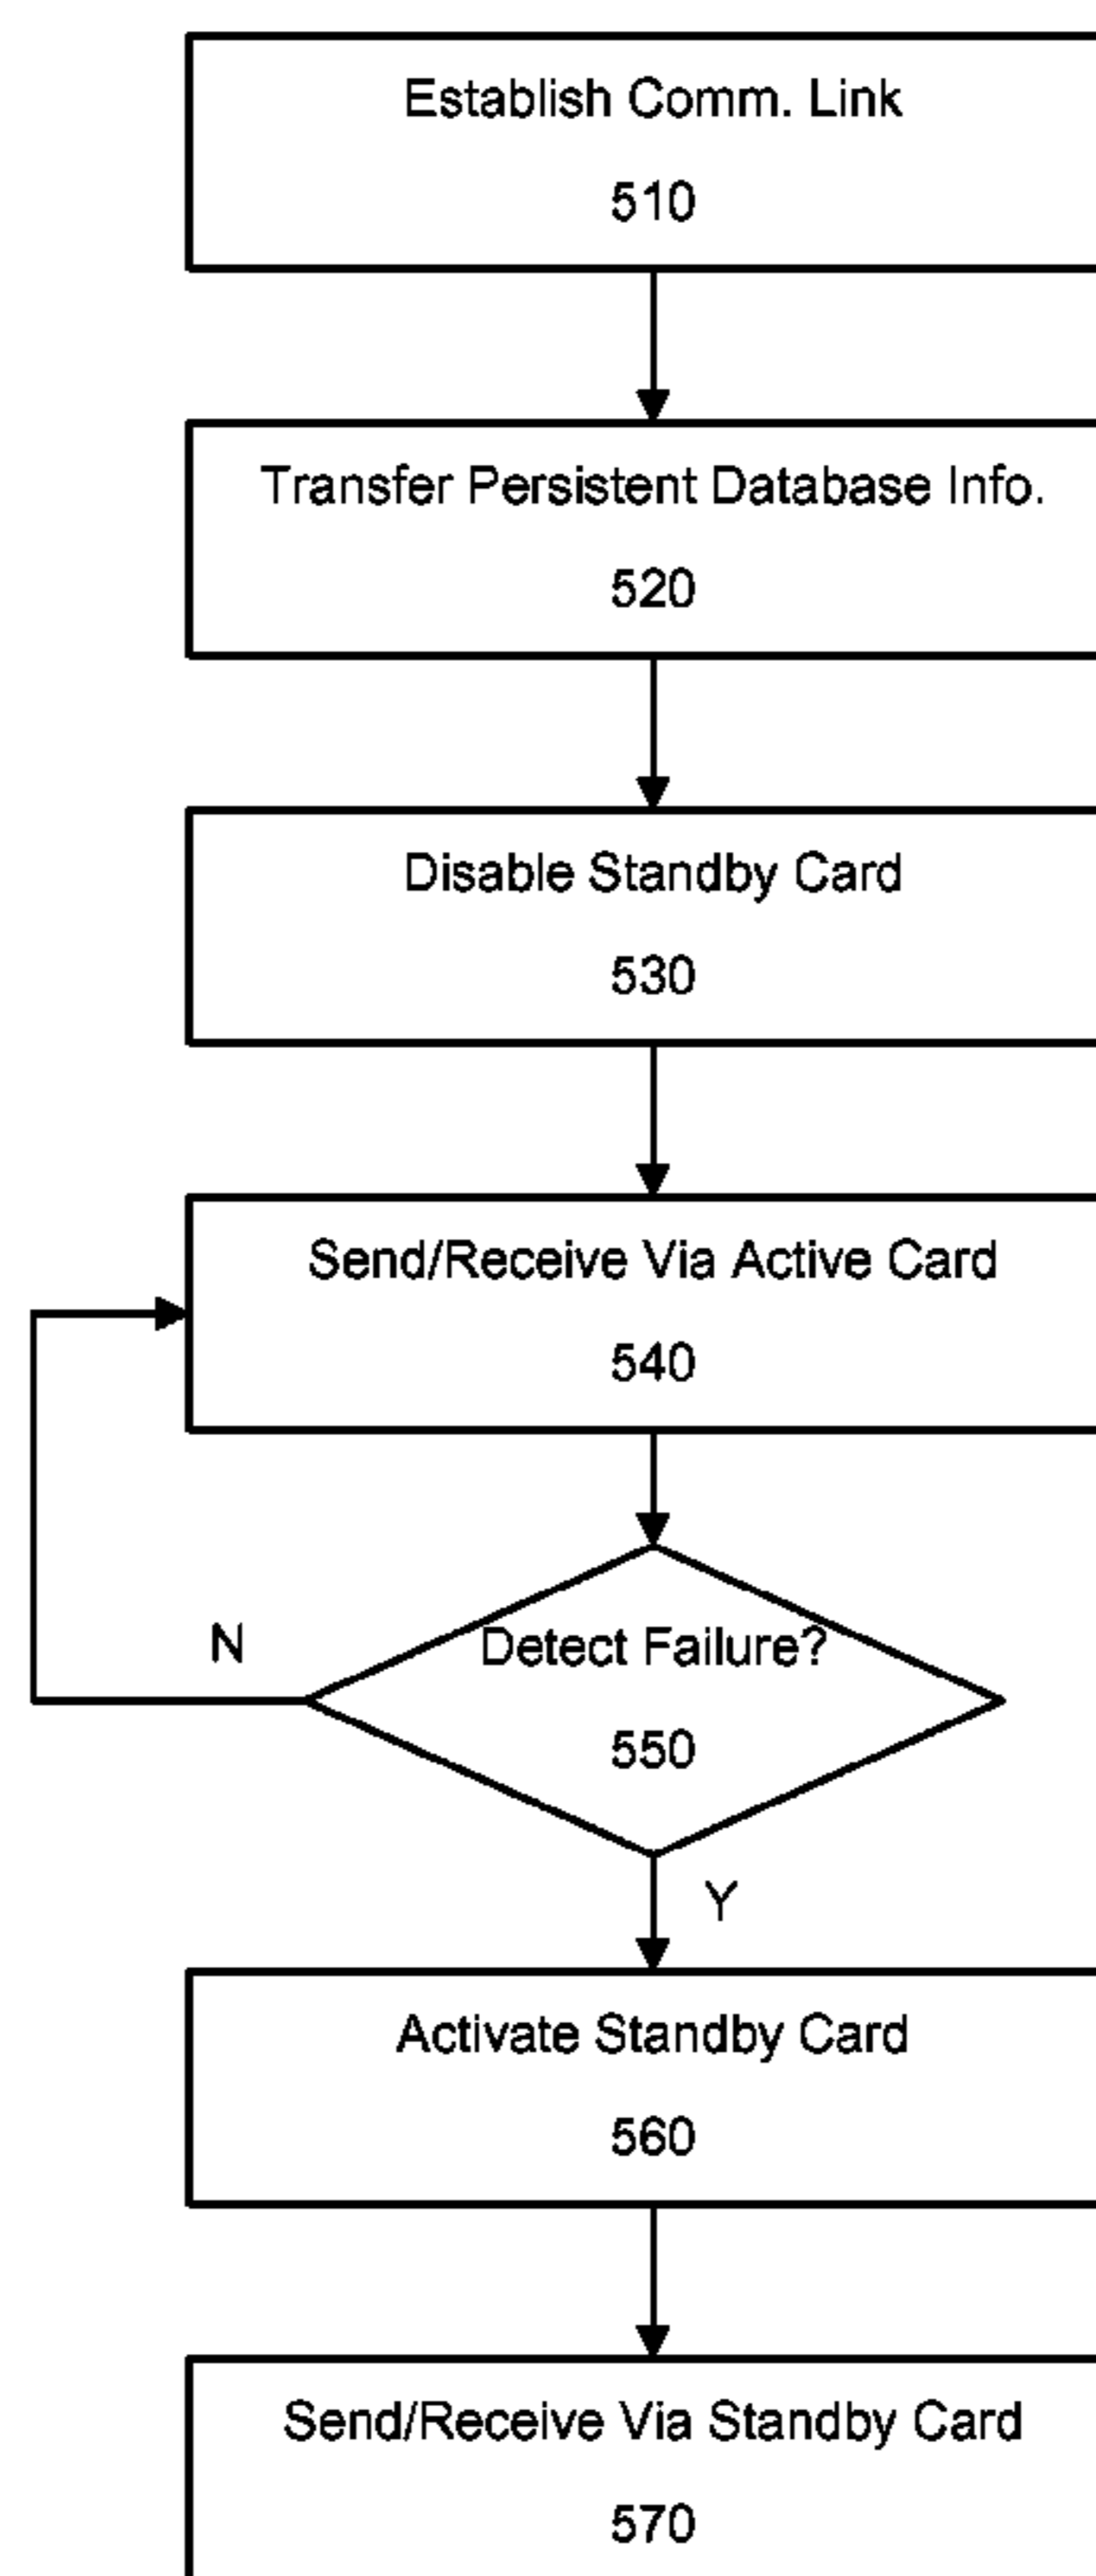 Establish Comm. Link
510
Transfer Persistent Database Info.
520
Disable Standby Card
530
Send/Receive Via Active Card
540
Detect Failure?
N
550
Y
Activate Standby Card
560
Send/Receive Via Standby Card
570